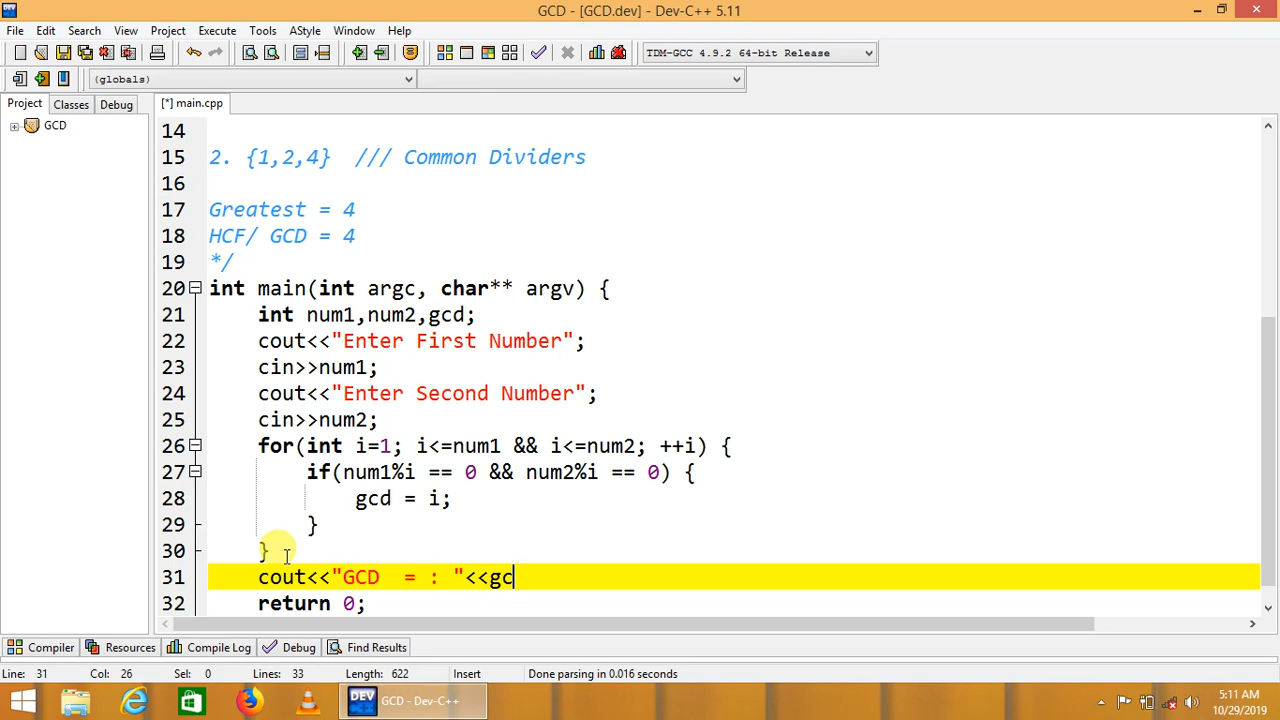 GCD - [GCD.dev] - Dev-C++ 5.11
File Edit Search View Project Execute Tools AStyle Window Help
TDM-GCC 4.9.2 64-bit Release
(globals)
Project Classes Debug
[*] main.cpp
GCD
14
15 2. {1,2,4}  /// Common Dividers
16
17 Greatest = 4
18 HCF/ GCD = 4
19 */
20 int main(int argc, char** argv) {
21     int num1,num2,gcd;
22     cout<<"Enter First Number";
23     cin>>num1;
24     cout<<"Enter Second Number";
25     cin>>num2;
26     for(int i=1; i<=num1 && i<=num2; ++i) {
27         if(num1%i == 0 && num2%i == 0) {
28             gcd = i;
29         }
30     }
31     cout<<"GCD  = : "<<gc
32     return 0;
Compiler Resources Compile Log Debug Find Results
Line: 31 Col: 26 Sel: 0 Lines: 33 Length: 622 Insert Done parsing in 0.016 seconds
DEV GCD - Dev-C++ 5:11 AM
10/29/2019